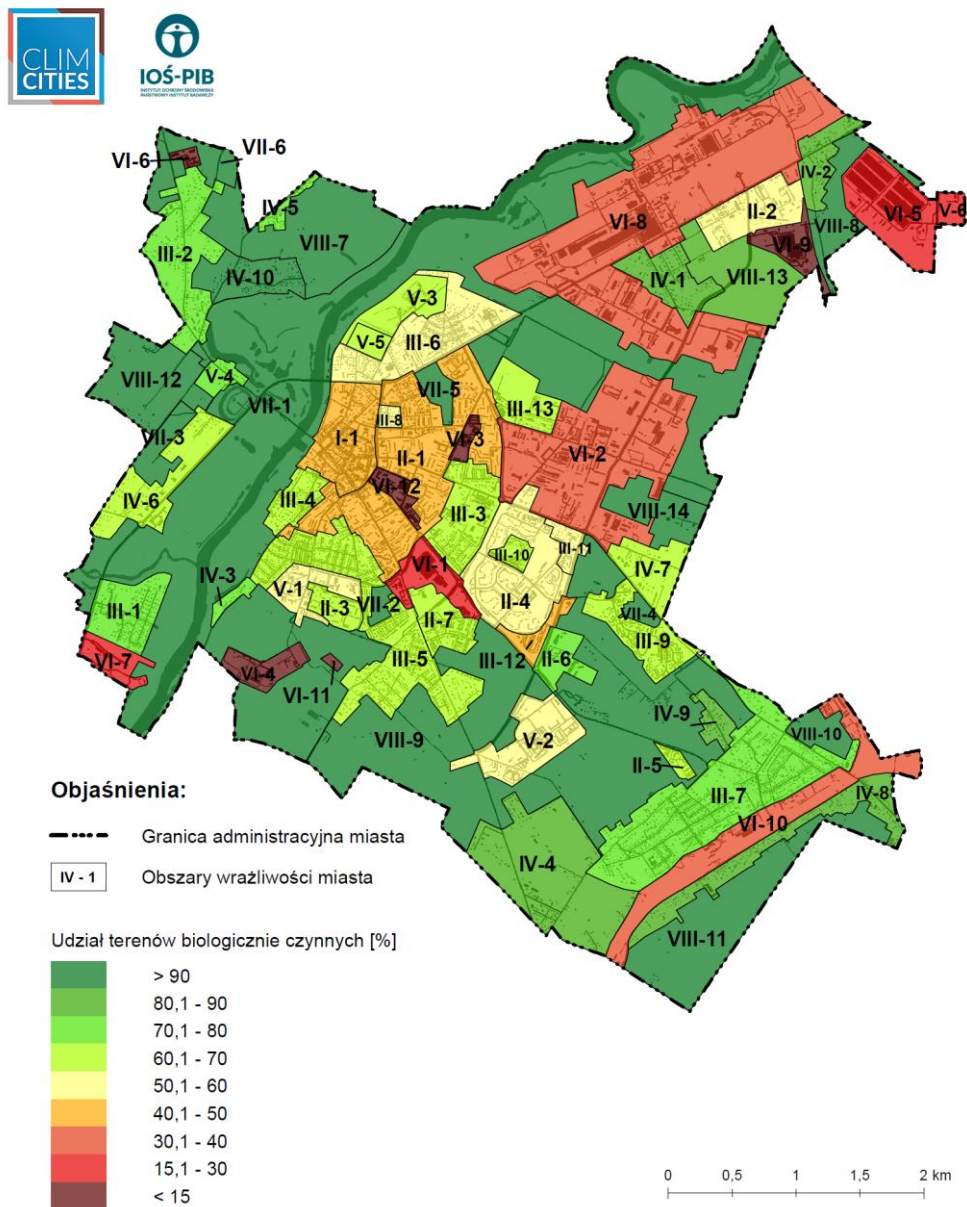 CLIM
CITIES
IOŚ-PIB
INSTYTUT OCHRONY ŚRODOWISKA
PAŃSTWOWY INSTYTUT BADAWCZY
VI-6
VII-6
IV-5
III-2
VIII-7
IV-10
VI-8
IV-2
II-2
VI-5
V-6
VIII-8
VI-9
IV-1
VIII-13
V-3
V-5
III-6
VIII-12
V-4
VII-1
VII-5
VII-3
III-8
III-13
I-1
VI-3
II-1
VI-2
IV-6
VI-12
III-4
III-3
VIII-14
III-10
III-11
IV-3
VI-1
IV-7
V-1
II-3
VII-2
II-4
III-1
II-7
VII-4
III-9
VI-7
VI-4
VI-11
III-5
III-12
II-6
VIII-9
V-2
IV-9
VIII-10
II-5
III-7
IV-8
VI-10
IV-4
VIII-11
Objaśnienia:
Granica administracyjna miasta
IV - 1
Obszary wrażliwości miasta
Udział terenów biologicznie czynnych [%]
> 90
80,1 - 90
70,1 - 80
60,1 - 70
50,1 - 60
40,1 - 50
30,1 - 40
15,1 - 30
< 15
0 0,5 1 1,5 2 km